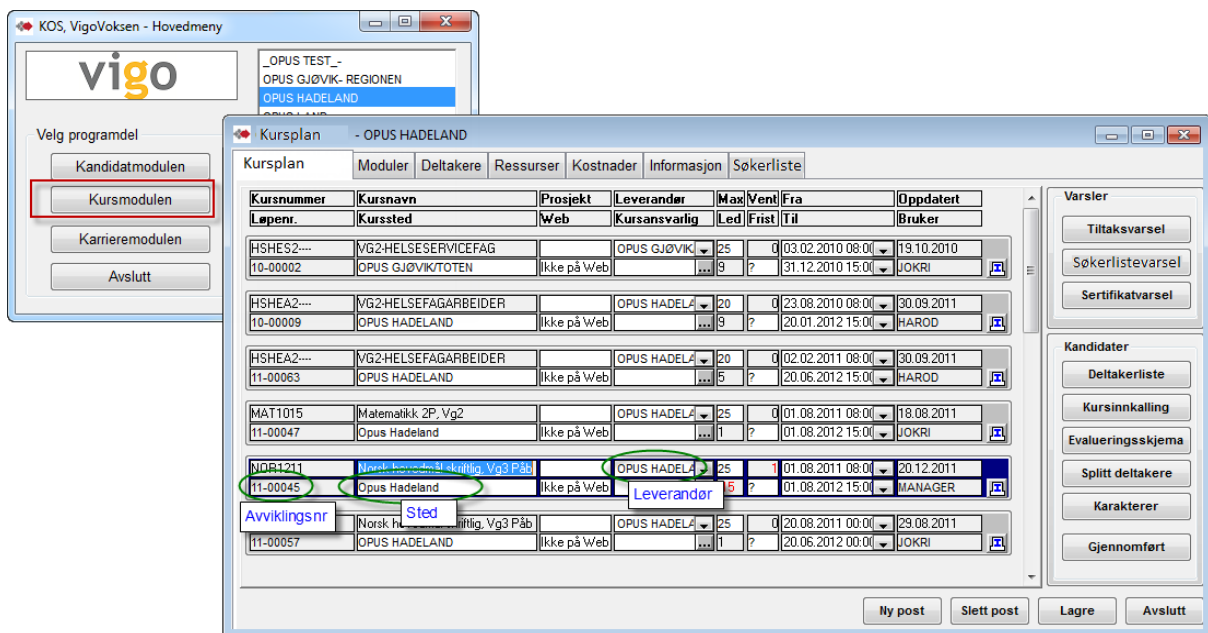 KOS, VigoVoksen - Hovedmeny
vigo
_OPUS TEST_-
OPUS GJØVIK- REGIONEN
OPUS HADELAND
Velg programdel
Kandidatmodulen
Kursmodulen
Karrieremodulen
Avslutt
Kursplan - OPUS HADELAND
Kursplan Moduler Deltakere Ressurser Kostnader Informasjon Søkerliste
Kursnummer Kursnavn Prosjekt Leverandør Max Vent Fra Oppdatert
Løpenr. Kurssted Web Kursansvarlig Led Frist Til Bruker
HSHES2---- VG2-HELSESERVICEFAG OPUS GJØVIK 25 0 03.02.2010 08:00 19.10.2010
10-00002 OPUS GJØVIK/TOTEN Ikke på Web ... 9 ? 31.12.2010 15:00 JOKRI
HSHEA2---- VG2-HELSEFAGARBEIDER OPUS HADELA 20 0 23.08.2010 08:00 30.09.2011
10-00009 OPUS HADELAND Ikke på Web ... 9 ? 20.01.2012 15:00 HAROD
HSHEA2---- VG2-HELSEFAGARBEIDER OPUS HADELA 20 0 02.02.2011 08:00 30.09.2011
11-00063 OPUS HADELAND Ikke på Web ... 5 ? 20.06.2012 15:00 HAROD
MAT1015 Matematikk 2P, Vg2 OPUS HADELA 25 0 01.08.2011 08:00 18.08.2011
11-00047 Opus Hadeland Ikke på Web ... 1 ? 01.08.2012 15:00 JOKRI
NOR1211 Norsk hovedmål skriftlig, Vg3 Påb OPUS HADELA 25 1 01.08.2011 08:00 20.12.2011
11-00045 Opus Hadeland Ikke på Web ? 01.08.2012 15:00 MANAGER
Avviklingsnr
Sted
Leverandør
Norsk hovedmål skriftlig, Vg3 Påb OPUS HADELA 25 0 20.08.2011 00:00 29.08.2011
11-00057 OPUS HADELAND Ikke på Web ... 1 ? 20.06.2012 00:00 JOKRI
Varsler
Tiltaksvarsel
Søkerlistevarsel
Sertifikatvarsel
Kandidater
Deltakerliste
Kursinnkalling
Evalueringsskjema
Splitt deltakere
Karakterer
Gjennomført
Ny post Slett post Lagre Avslutt